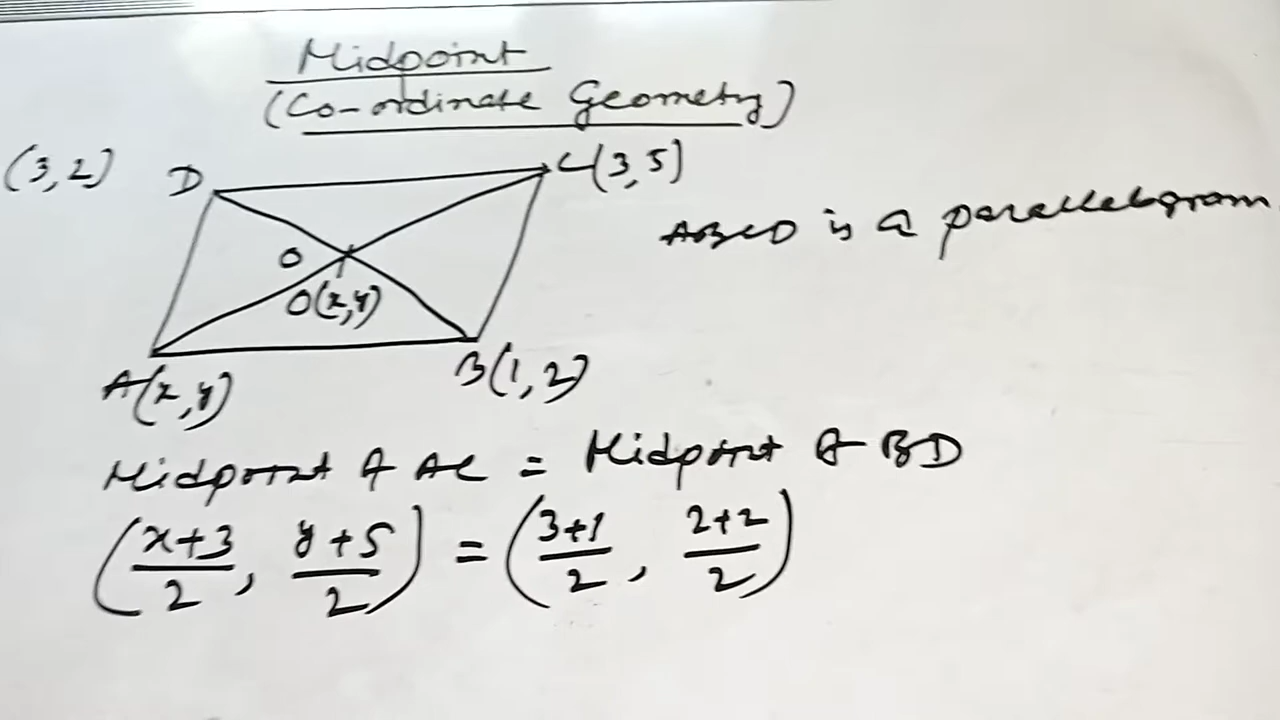 Midpoint
(Co-ordinate Geometry)
(3,2) D C(3,5)
ABCD is a parallelogram
O
O(x,y)
A(x,y) B(1,2)
Midpoint of AC = Midpoint of BD
(x+3/2, y+5/2) = (3+1/2, 2+2/2)